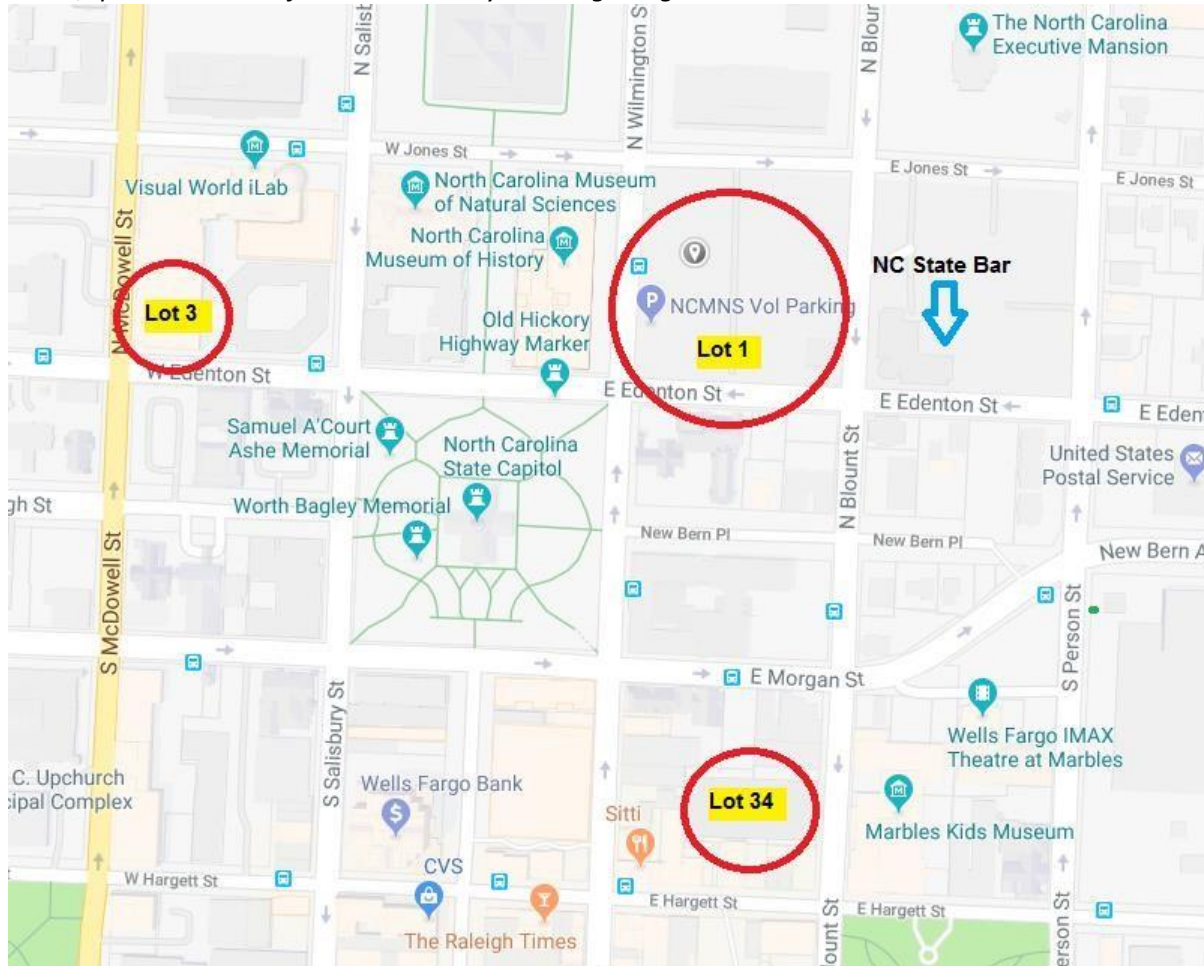 The North Carolina
Executive Mansion
N Salist
N Wilmington S
N Blour
W Jones St
E Jones St
E Jones St
Visual World iLab
North Carolina Museum
of Natural Sciences
North Carolina
Museum of History
N McDowell St
Lot 3
NCMNS Vol Parking
Lot 1
NC State Bar
Old Hickory
Highway Marker
W Edenton St
E Edenton St
E Edenton St
E Eden
Samuel A'Court
Ashe Memorial
North Carolina
State Capitol
Worth Bagley Memorial
United States
Postal Service
gh St
N Blount St
New Bern Pl
New Bern Pl
New Bern A
S McDowell St
S Person St
E Morgan St
S Salisbury St
Wells Fargo IMAX
Theatre at Marbles
C. Upchurch
cipal Complex
Wells Fargo Bank
Lot 34
Sitti
Marbles Kids Museum
CVS
W Hargett St
E Hargett St
E Hargett St
The Raleigh Times
lount St
erson St